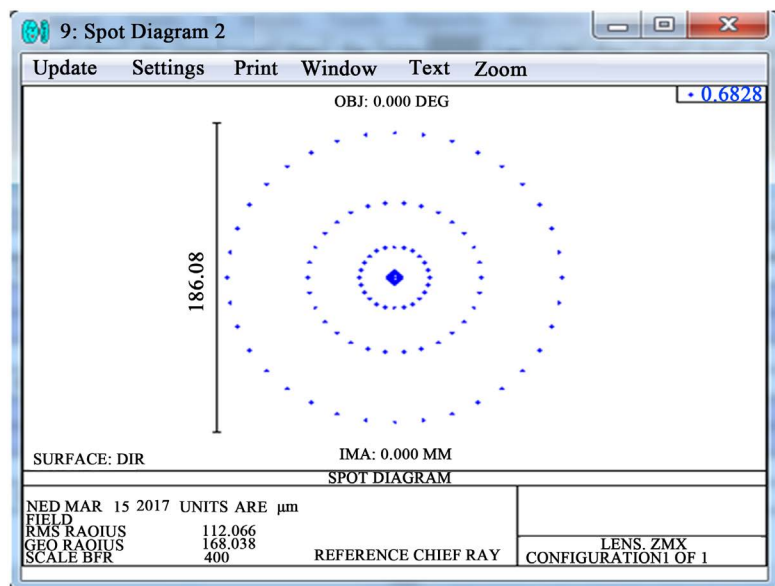 9: Spot Diagram 2
Update Settings Print Window Text Zoom
OBJ: 0.000 DEG
0.6828
186.08
SURFACE: DIR
IMA: 0.000 MM
SPOT DIAGRAM
NED MAR 15 2017 UNITS ARE µm
FIELD
RMS RAOIUS 112.066
GEO RAOIUS 168.038
SCALE BFR 400 REFERENCE CHIEF RAY
LENS. ZMX
CONFIGURATION1 OF 1